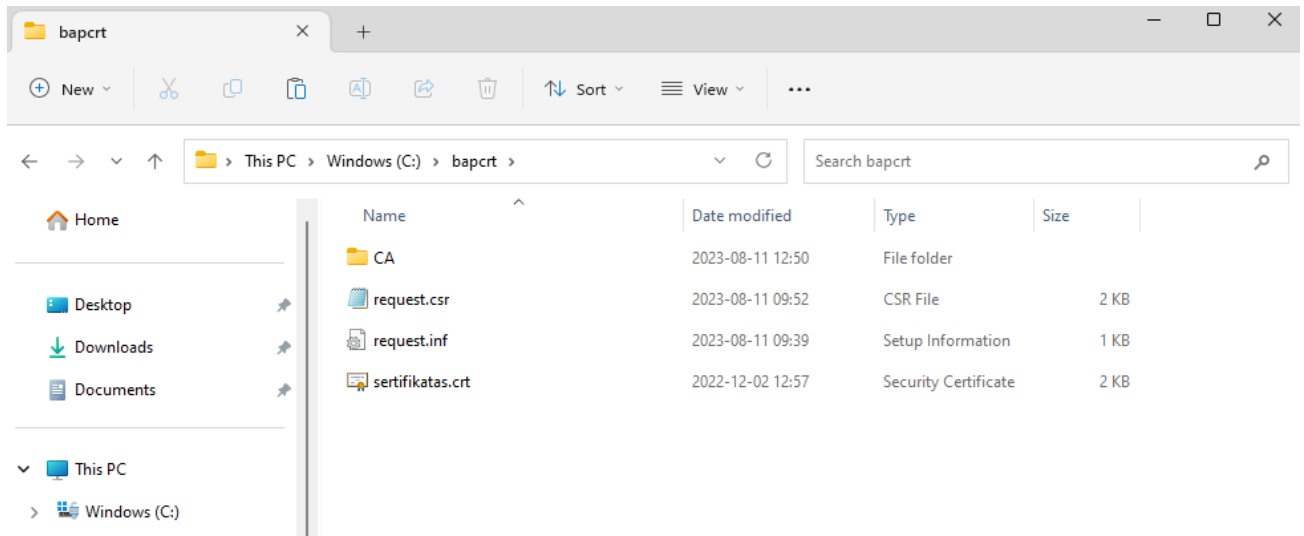 bapcrt
New
Sort
View
This PC > Windows (C:) > bapcrt >
Search bapcrt
Home
Desktop
Downloads
Documents
This PC
Windows (C:)
Name Date modified Type Size
CA 2023-08-11 12:50 File folder
request.csr 2023-08-11 09:52 CSR File 2 KB
request.inf 2023-08-11 09:39 Setup Information 1 KB
sertifikatas.crt 2022-12-02 12:57 Security Certificate 2 KB